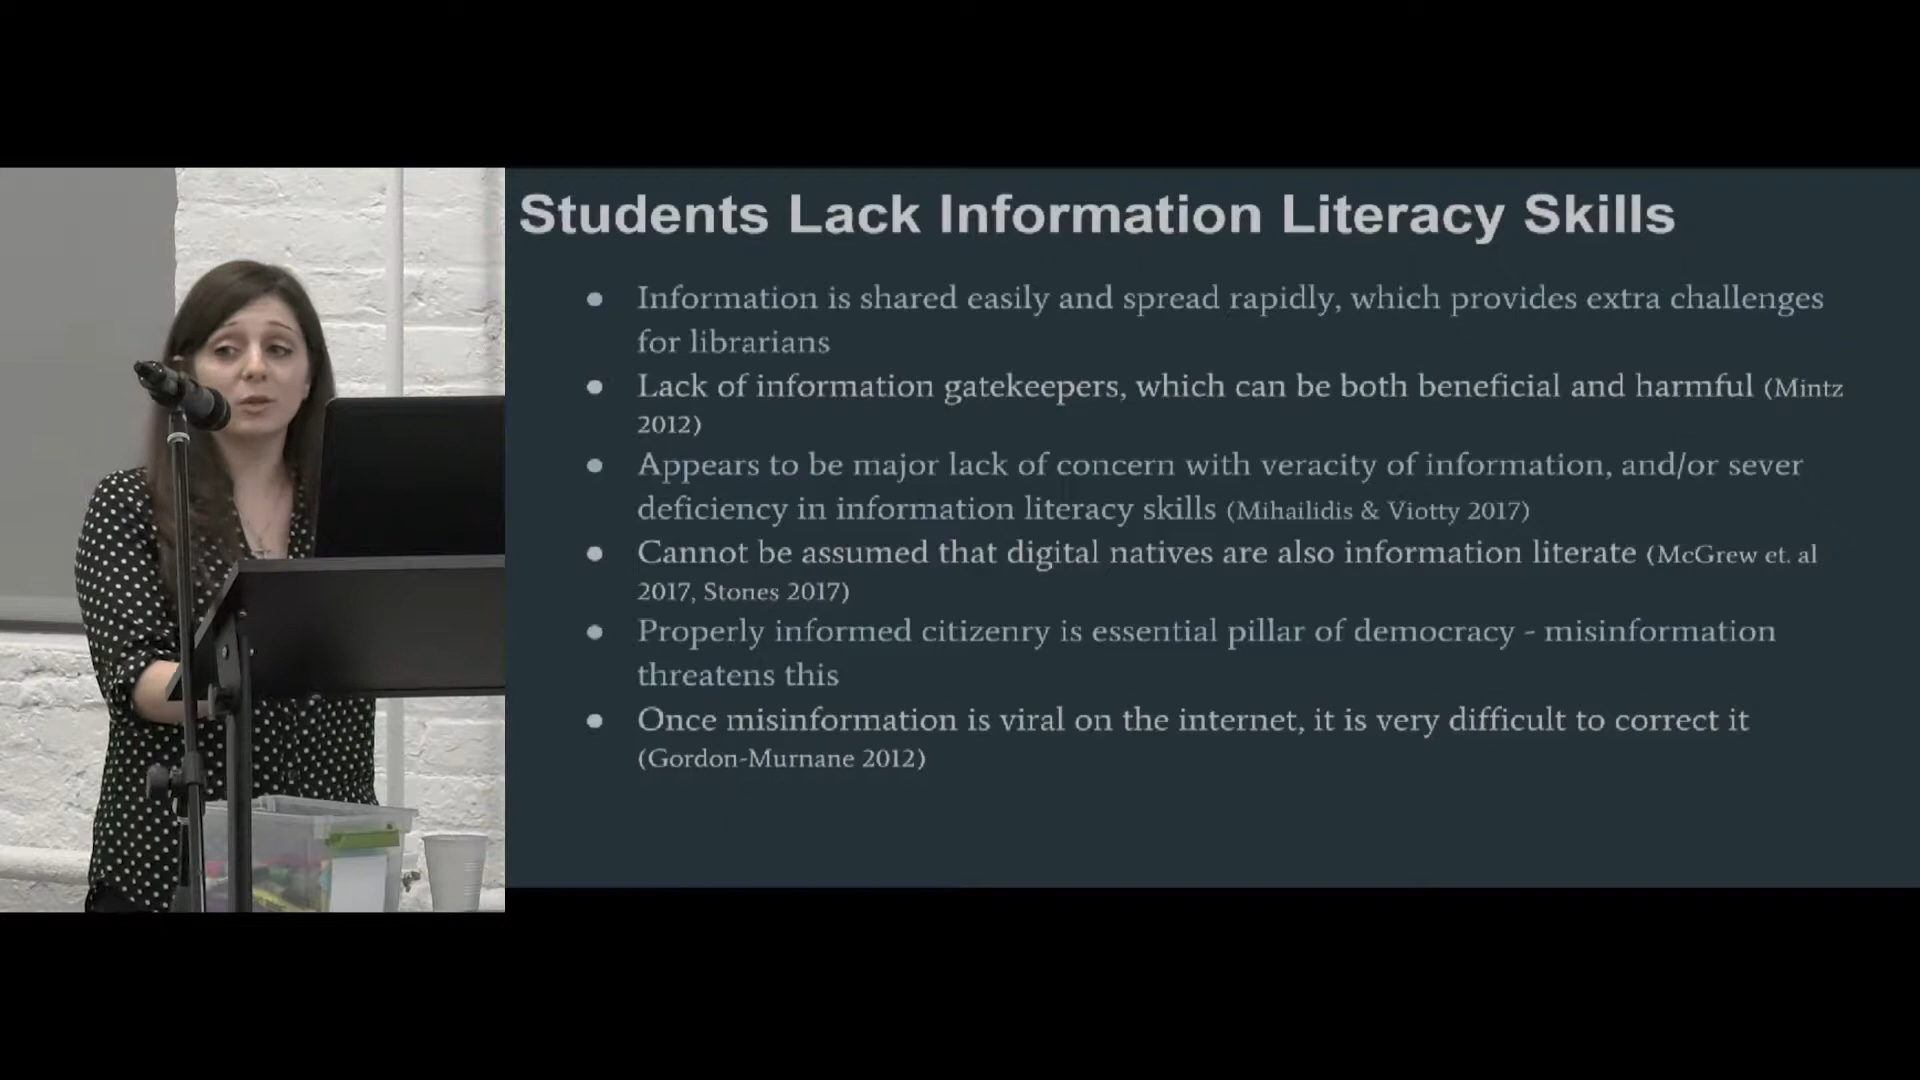 Students Lack Information Literacy Skills
● Information is shared easily and spread rapidly, which provides extra challenges
for librarians
● Lack of information gatekeepers, which can be both beneficial and harmful (Mintz
2012)
● Appears to be major lack of concern with veracity of information, and/or sever
deficiency in information literacy skills (Mihailidis & Viotty 2017)
● Cannot be assumed that digital natives are also information literate (McGrew et. al
2017, Stones 2017)
● Properly informed citizenry is essential pillar of democracy - misinformation
threatens this
● Once misinformation is viral on the internet, it is very difficult to correct it
(Gordon-Murnane 2012)